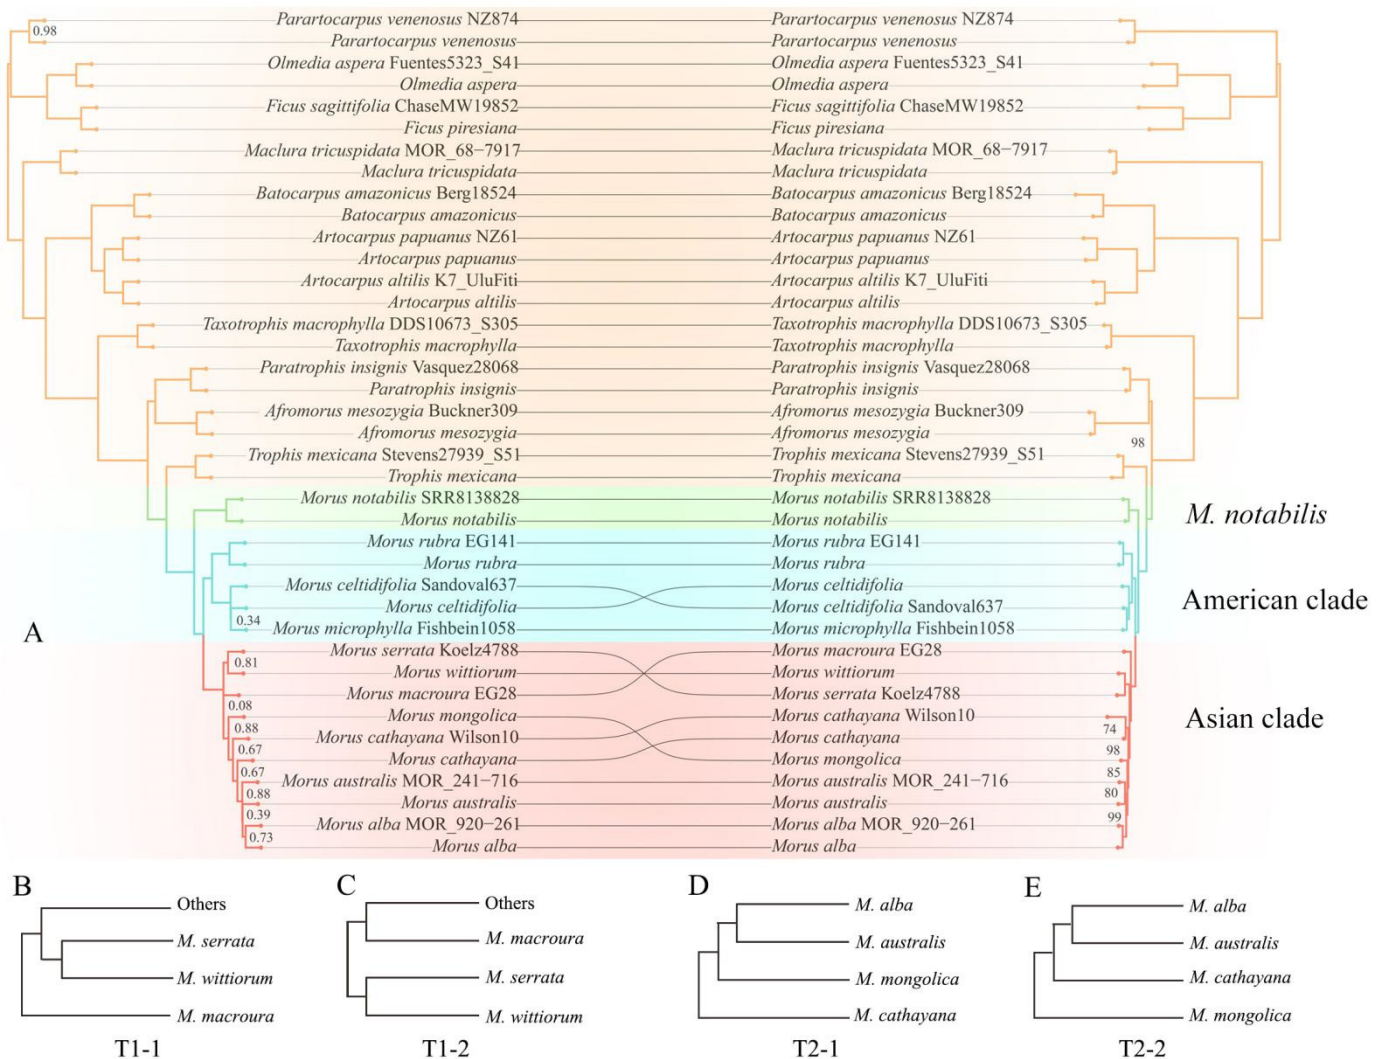 Parartocarpus venenosus NZ874 Parartocarpus venenosus NZ874
0.98
Parartocarpus venenosus Parartocarpus venenosus
Olmedia aspera Fuentes5323_S41 Olmedia aspera Fuentes5323_S41
Olmedia aspera Olmedia aspera
Ficus sagittifolia ChaseMW19852 Ficus sagittifolia ChaseMW19852
Ficus piresiana Ficus piresiana
Maclura tricuspidata MOR_68−7917 Maclura tricuspidata MOR_68−7917
Maclura tricuspidata Maclura tricuspidata
Batocarpus amazonicus Berg18524 Batocarpus amazonicus Berg18524
Batocarpus amazonicus Batocarpus amazonicus
Artocarpus papuanus NZ61 Artocarpus papuanus NZ61
Artocarpus papuanus Artocarpus papuanus
Artocarpus altilis K7_UluFiti Artocarpus altilis K7_UluFiti
Artocarpus altilis Artocarpus altilis
Taxotrophis macrophylla DDS10673_S305 Taxotrophis macrophylla DDS10673_S305
Taxotrophis macrophylla Taxotrophis macrophylla
Paratrophis insignis Vasquez28068 Paratrophis insignis Vasquez28068
Paratrophis insignis Paratrophis insignis
Afromorus mesozygia Buckner309 Afromorus mesozygia Buckner309
Afromorus mesozygia Afromorus mesozygia
98
Trophis mexicana Stevens27939_S51 Trophis mexicana Stevens27939_S51
Trophis mexicana Trophis mexicana
Morus notabilis SRR8138828 Morus notabilis SRR8138828
Morus notabilis Morus notabilis
M. notabilis
Morus rubra EG141 Morus rubra EG141
Morus rubra Morus rubra
Morus celtidifolia Sandoval637 Morus celtidifolia
American clade
Morus celtidifolia Morus celtidifolia Sandoval637
0.34
Morus microphylla Fishbein1058 Morus microphylla Fishbein1058
A
Morus serrata Koelz4788 Morus macroura EG28
0.81
Morus wittiorum Morus wittiorum
Morus macroura EG28 Morus serrata Koelz4788
0.08
Morus mongolica Morus cathayana Wilson10
Asian clade
0.88 74
Morus cathayana Wilson10 Morus cathayana
0.67 98
Morus cathayana Morus mongolica
0.67 85
Morus australis MOR_241−716 Morus australis MOR_241−716
0.88 80
Morus australis Morus australis
0.39 99
Morus alba MOR_920−261 Morus alba MOR_920−261
0.73
Morus alba Morus alba
B
Others
M. serrata
M. wittiorum
M. macroura
T1-1
C
Others
M. macroura
M. serrata
M. wittiorum
T1-2
D
M. alba
M. australis
M. mongolica
M. cathayana
T2-1
E
M. alba
M. australis
M. cathayana
M. mongolica
T2-2